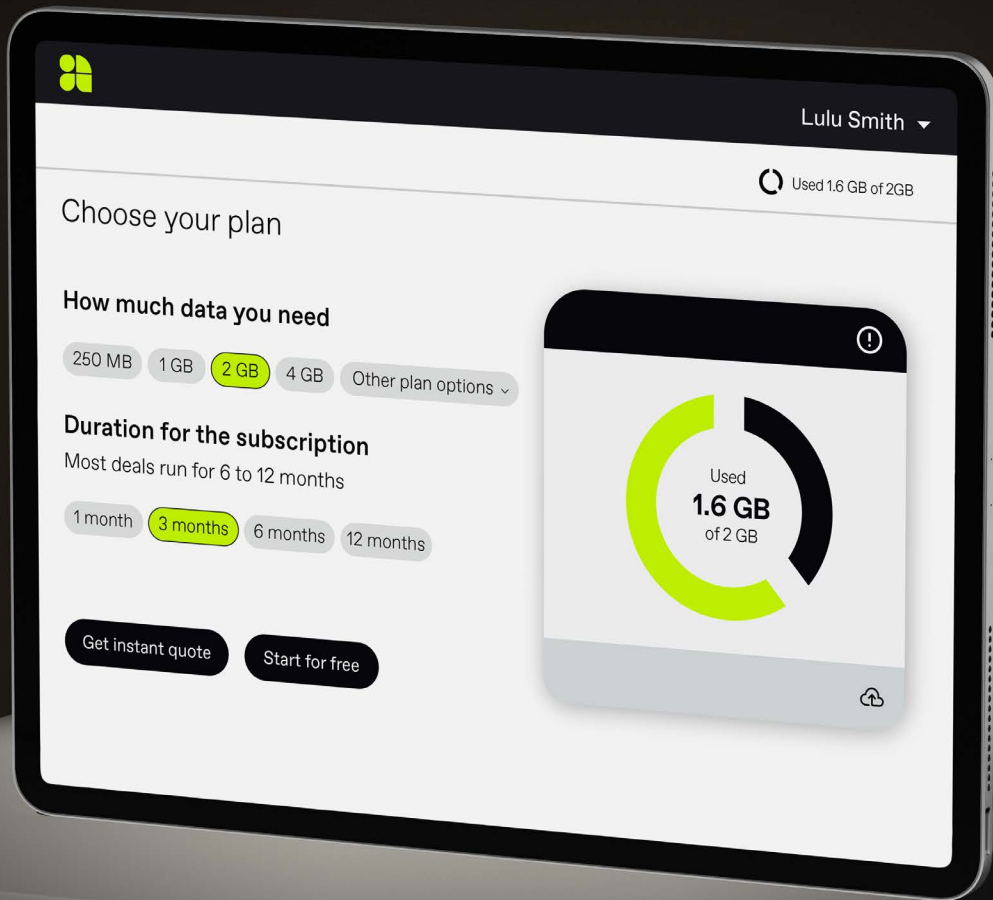 Lulu Smith
Used 1.6 GB of 2GB
Choose your plan
How much data you need
250 MB
1 GB
2 GB
4 GB
Other plan options
Duration for the subscription
Most deals run for 6 to 12 months
1 month
3 months
6 months
12 months
Get instant quote
Start for free
Used
1.6 GB
of 2 GB